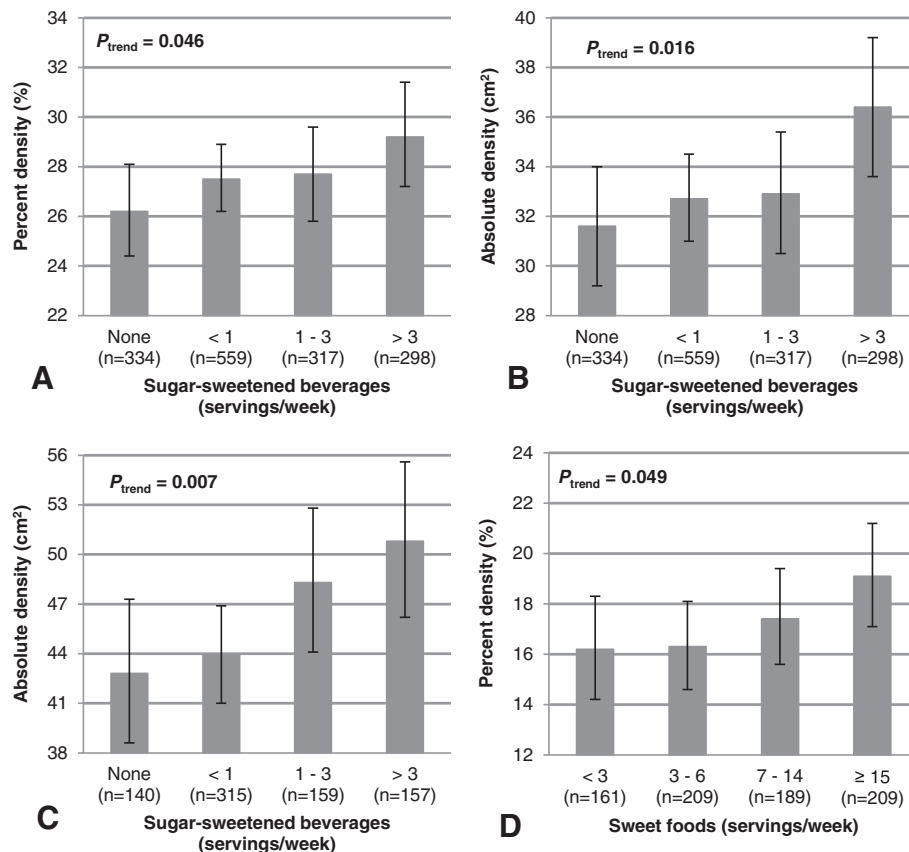 34
32
30
28
26
24
22
Percent density (%)
P trend = 0.046
None
(n=334)
< 1
(n=559)
1 - 3
(n=317)
> 3
(n=298)
A
Sugar-sweetened beverages
(servings/week)
40
38
36
34
32
30
28
Absolute density (cm²)
P trend = 0.016
None
(n=334)
< 1
(n=559)
1 - 3
(n=317)
> 3
(n=298)
B
Sugar-sweetened beverages
(servings/week)
56
53
50
47
43
41
38
Absolute density (cm²)
P trend = 0.007
None
(n=140)
< 1
(n=315)
1 - 3
(n=159)
> 3
(n=157)
C
Sugar-sweetened beverages
(servings/week)
24
22
20
18
16
14
12
Percent density (%)
P trend = 0.049
< 3
(n=161)
3 - 6
(n=209)
7 - 14
(n=189)
≥ 15
(n=209)
D
Sweet foods (servings/week)